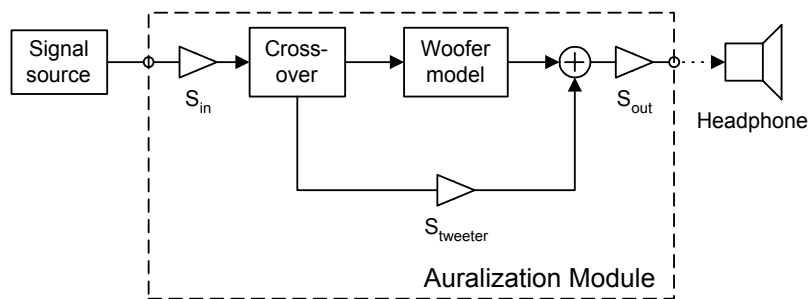 Signal
source
S_in
Cross-
over
Woofer
model
S_out
Headphone
S_tweeter
Auralization Module